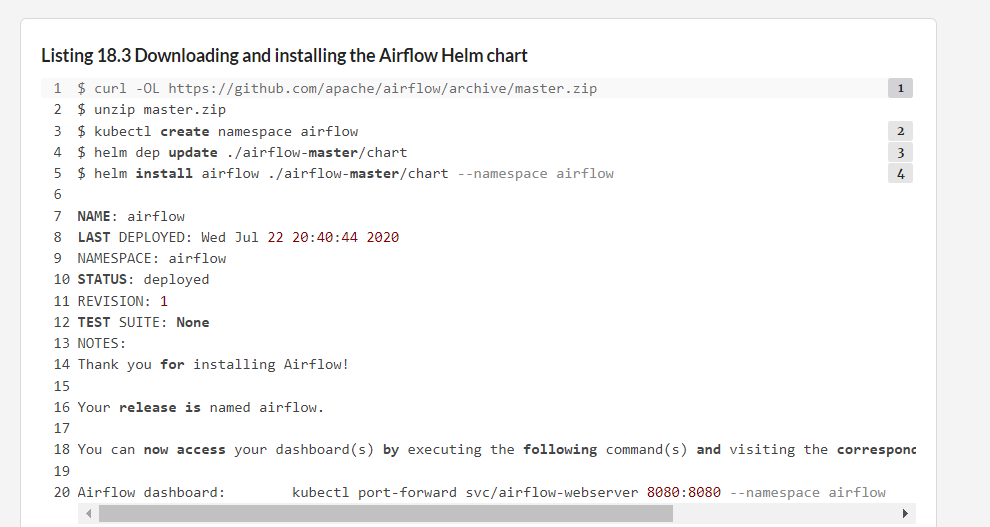 Listing 18.3 Downloading and installing the Airflow Helm chart
1 $ curl -OL https://github.com/apache/airflow/archive/master.zip 1
2 $ unzip master.zip
3 $ kubectl create namespace airflow 2
4 $ helm dep update ./airflow-master/chart 3
5 $ helm install airflow ./airflow-master/chart --namespace airflow 4
6
7 NAME: airflow
8 LAST DEPLOYED: Wed Jul 22 20:40:44 2020
9 NAMESPACE: airflow
10 STATUS: deployed
11 REVISION: 1
12 TEST SUITE: None
13 NOTES:
14 Thank you for installing Airflow!
15
16 Your release is named airflow.
17
18 You can now access your dashboard(s) by executing the following command(s) and visiting the
19
20 Airflow dashboard: kubectl port-forward svc/airflow-webserver 8080:8080 --namespace airflow